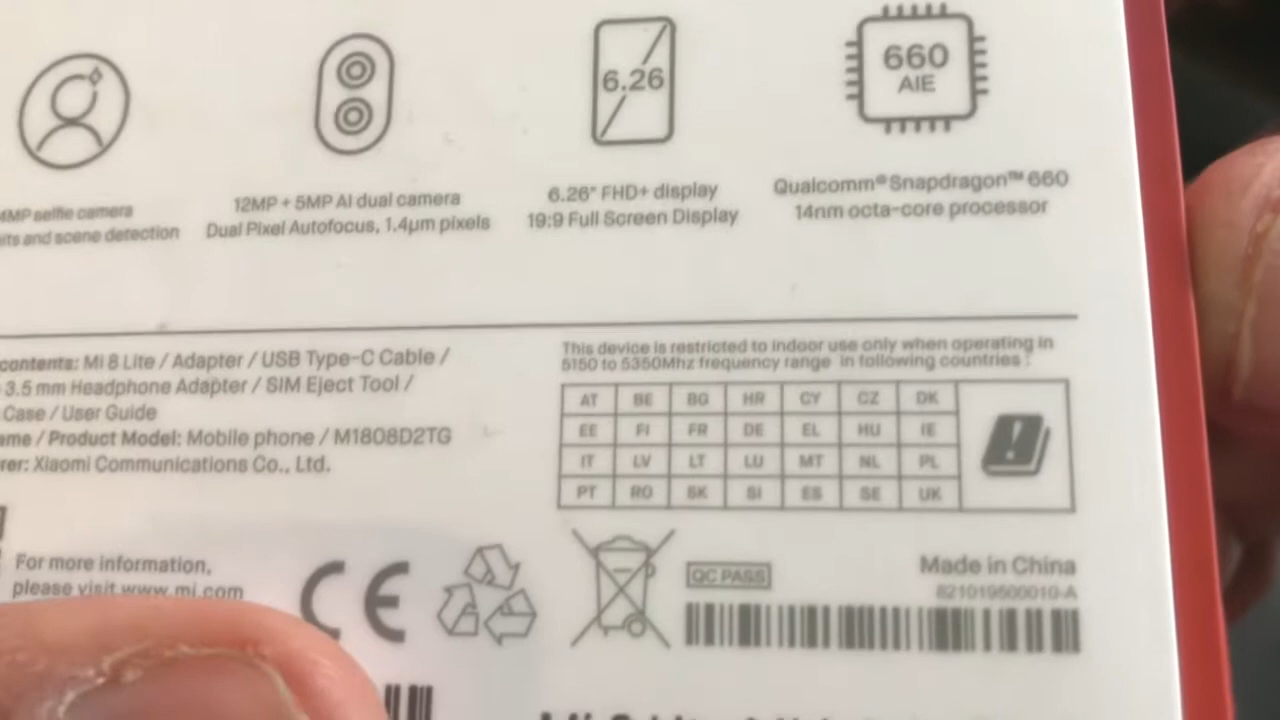 660
AIE
6.26
4MP selfie camera
and scene detection
12MP + 5MP AI dual camera
Dual Pixel Autofocus, 1.4μm pixels
6.26" FHD+ display
19:9 Full Screen Display
Qualcomm® Snapdragon™ 660
14nm octa-core processor
contents: Mi 8 Lite / Adapter / USB Type-C Cable /
3.5 mm Headphone Adapter / SIM Eject Tool /
Case / User Guide
ame / Product Model: Mobile phone / M1808D2TG
rer: Xiaomi Communications Co., Ltd.
This device is restricted to indoor use only when operating in
5150 to 5350Mhz frequency range in following countries :
AT BE BG HR CY CZ DK
EE FI FR DE EL HU IE
IT LV LT LU MT NL PL
PT RO SK SI ES SE UK
For more information,
please visit www.mi.com
CE
QC PASS
Made in China
821019500010-A